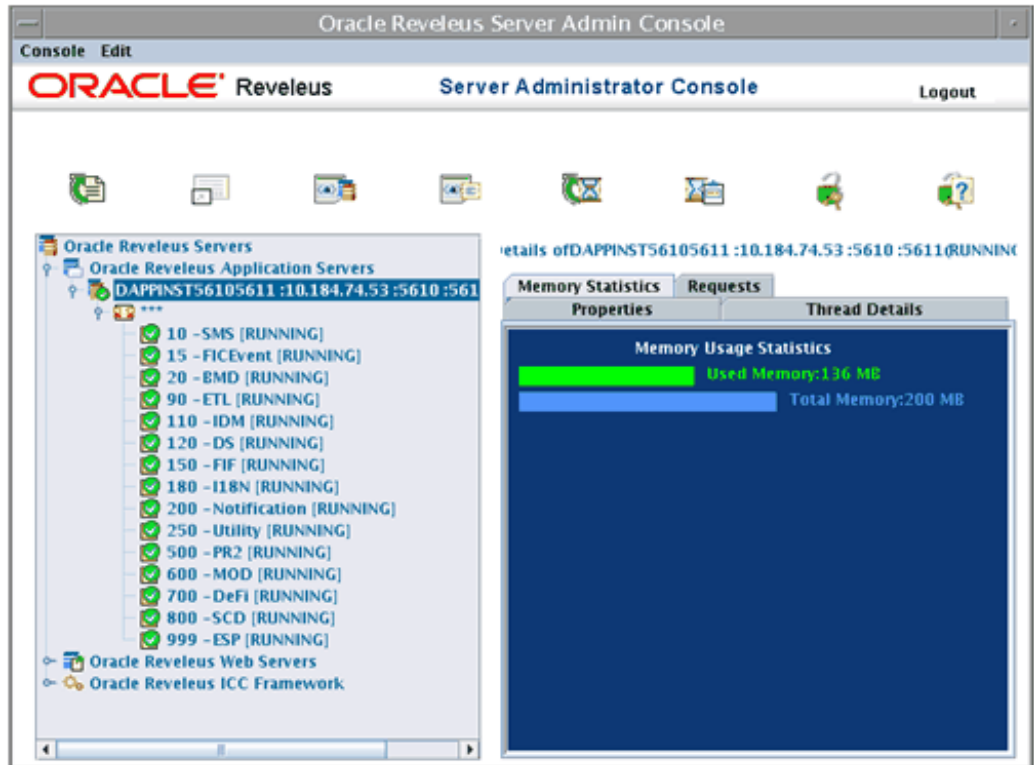 Oracle Reveleus Server Admin Console
Console Edit
ORACLE Reveleus Server Administrator Console Logout
Oracle Reveleus Servers
Oracle Reveleus Application Servers
DAPPINST56105611 :10.184.74.53 :5610 :561
***
10 -SMS [RUNNING]
15 -FICEvent [RUNNING]
20 -BMD [RUNNING]
90 -ETL [RUNNING]
110 -IDM [RUNNING]
120 -DS [RUNNING]
150 -FIF [RUNNING]
180 -I18N [RUNNING]
200 -Notification [RUNNING]
250 -Utility [RUNNING]
500 -PR2 [RUNNING]
600 -MOD [RUNNING]
700 -DeFi [RUNNING]
800 -SCD [RUNNING]
999 -ESP [RUNNING]
Oracle Reveleus Web Servers
Oracle Reveleus ICC Framework
etails ofDAPPINST56105611 :10.184.74.53 :5610 :5611(RUNNING
Memory Statistics Requests
Properties Thread Details
Memory Usage Statistics
Used Memory:136 MB
Total Memory:200 MB